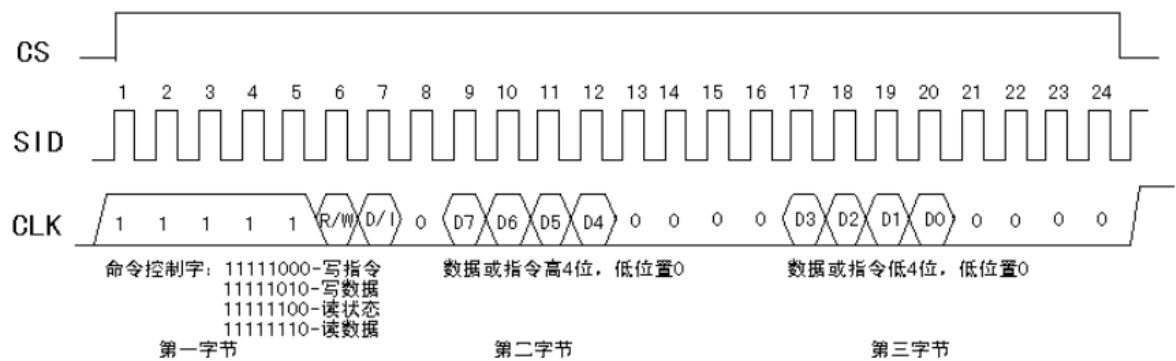 CS
1 2 3 4 5 6 7 8 9 10 11 12 13 14 15 16 17 18 19 20 21 22 23 24
SID
CLK 1 1 1 1 1 R/W D/I 0 D7 D6 D5 D4 0 0 0 0 D3 D2 D1 D0 0 0 0 0
命令控制字: 11111000-写指令 数据或指令高4位, 低位置0 数据或指令低4位, 低位置0
11111010-写数据
11111100-读状态
11111110-读数据
第一字节 第二字节 第三字节